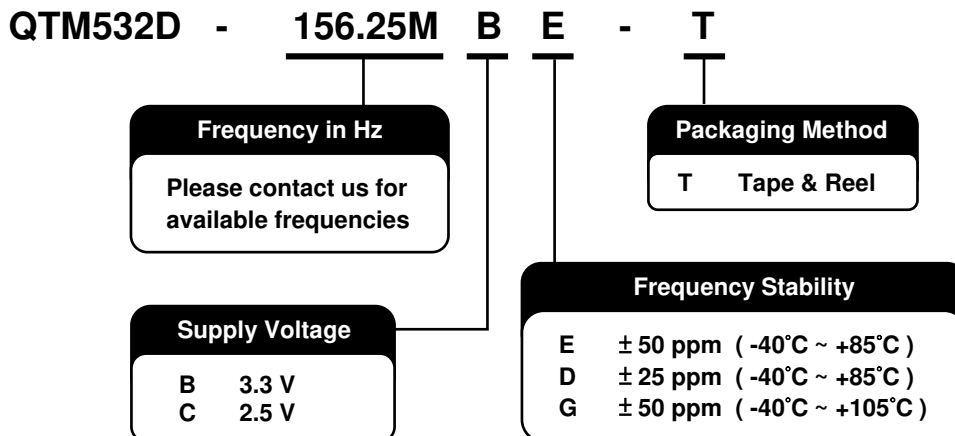 QTM532D - 156.25M B E - T
Frequency in Hz
Please contact us for
available frequencies
Packaging Method
T Tape & Reel
Supply Voltage
B 3.3 V
C 2.5 V
Frequency Stability
E ± 50 ppm ( -40°C ~ +85°C )
D ± 25 ppm ( -40°C ~ +85°C )
G ± 50 ppm ( -40°C ~ +105°C )